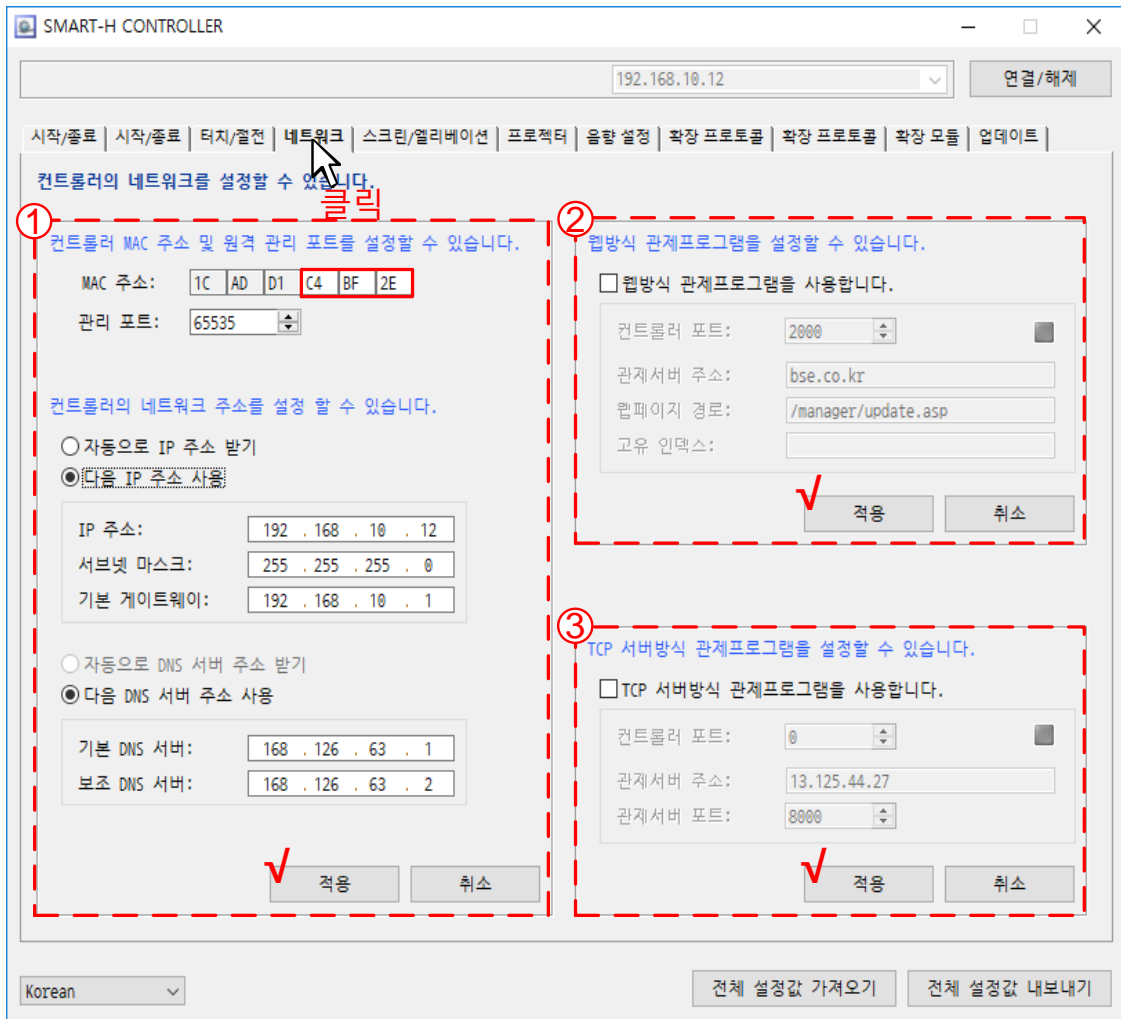 SMART-H CONTROLLER
192.168.10.12
연결/해제
시작/종료 시작/종료 터치/절전 네트워크 스크린/엘리베이션 프로젝터 음향 설정 확장 프로토콜 확장 프로토콜 확장 모듈 업데이트
컨트롤러의 네트워크를 설정할 수 있습니다.
클릭
①
컨트롤러 MAC 주소 및 원격 관리 포트를 설정할 수 있습니다.
MAC 주소: 1C AD D1 C4 BF 2E
관리 포트: 65535
컨트롤러의 네트워크 주소를 설정 할 수 있습니다.
자동으로 IP 주소 받기
다음 IP 주소 사용
IP 주소: 192 . 168 . 10 . 12
서브넷 마스크: 255 . 255 . 255 . 0
기본 게이트웨이: 192 . 168 . 10 . 1
자동으로 DNS 서버 주소 받기
다음 DNS 서버 주소 사용
기본 DNS 서버: 168 . 126 . 63 . 1
보조 DNS 서버: 168 . 126 . 63 . 2
√
적용 취소
②
웹방식 관제프로그램을 설정할 수 있습니다.
웹방식 관제프로그램을 사용합니다.
컨트롤러 포트: 2000
관제서버 주소: bse.co.kr
웹페이지 경로: /manager/update.asp
고유 인덱스:
√
적용 취소
③
TCP 서버방식 관제프로그램을 설정할 수 있습니다.
TCP 서버방식 관제프로그램을 사용합니다.
컨트롤러 포트: 0
관제서버 주소: 13.125.44.27
관제서버 포트: 8000
√
적용 취소
Korean
전체 설정값 가져오기 전체 설정값 내보내기